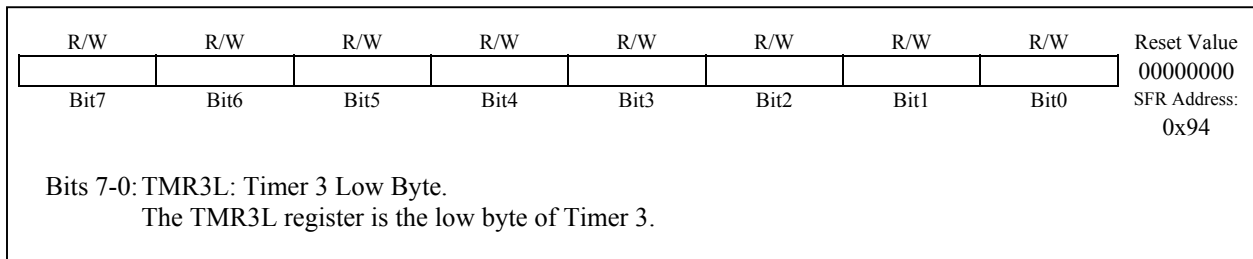 R/W R/W R/W R/W R/W R/W R/W R/W Reset Value
00000000
Bit7 Bit6 Bit5 Bit4 Bit3 Bit2 Bit1 Bit0 SFR Address:
0x94
Bits 7-0: TMR3L: Timer 3 Low Byte.
The TMR3L register is the low byte of Timer 3.